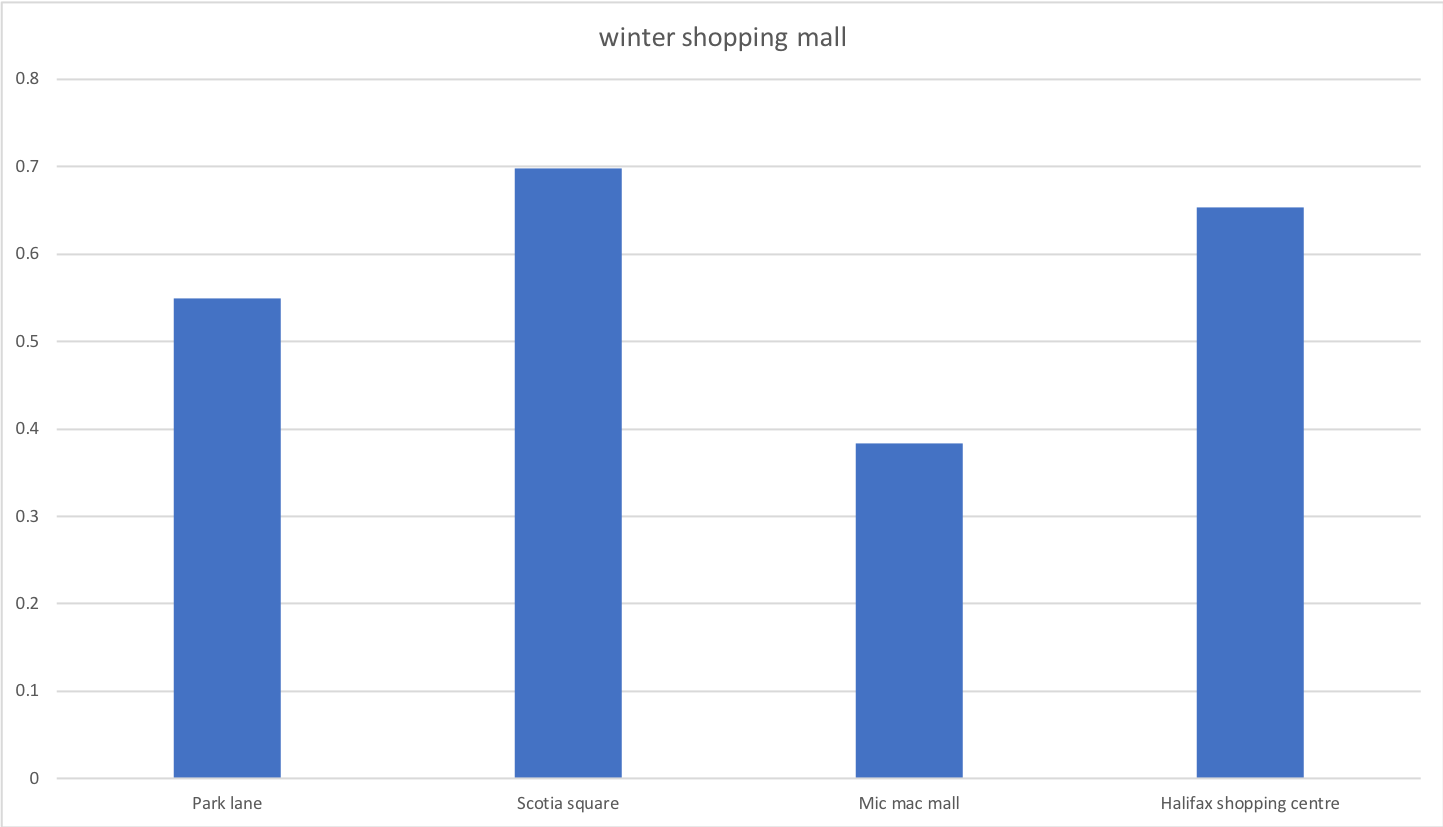 winter shopping mall
0.8
0.7
0.6
0.5
0.4
0.3
0.2
0.1
0
Park lane
Scotia square
Mic mac mall
Halifax shopping centre